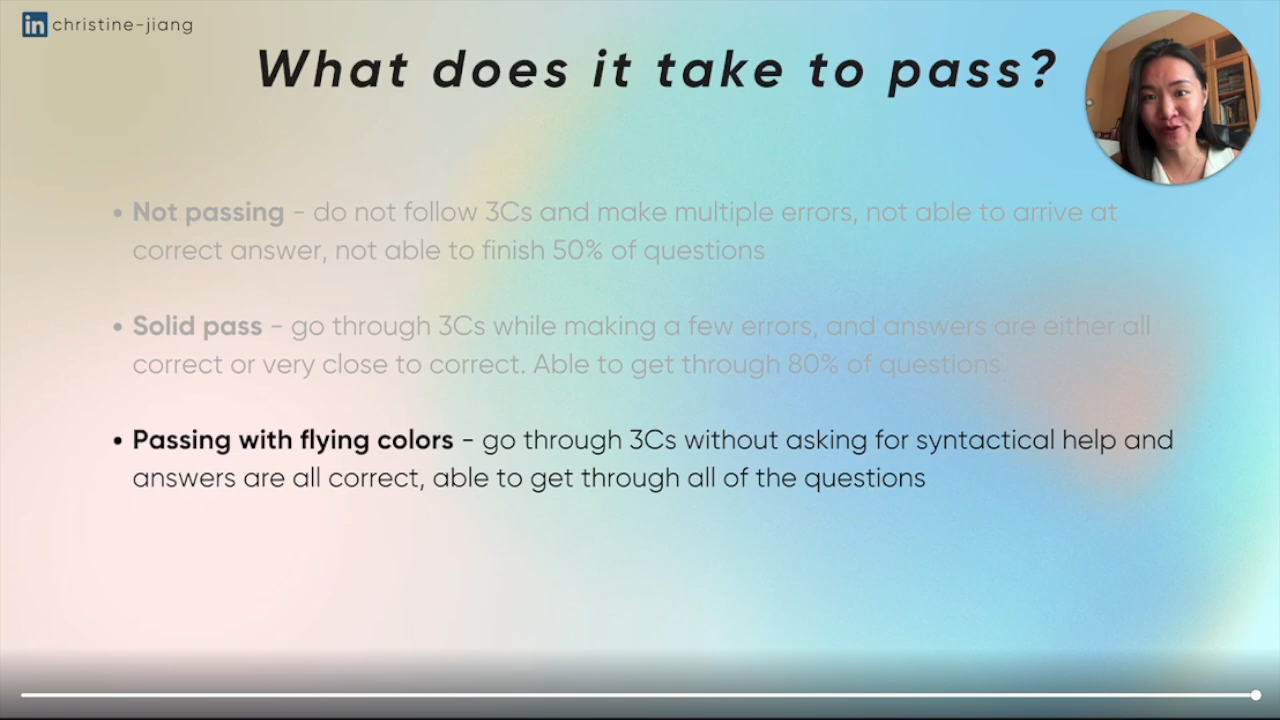 in christine-jiang
What does it take to pass?
• Not passing - do not follow 3Cs and make multiple errors, not able to arrive at
correct answer, not able to finish 50% of questions
• Solid pass - go through 3Cs while making a few errors, and answers are either all
correct or very close to correct. Able to get through 80% of questions
• Passing with flying colors - go through 3Cs without asking for syntactical help and
answers are all correct, able to get through all of the questions